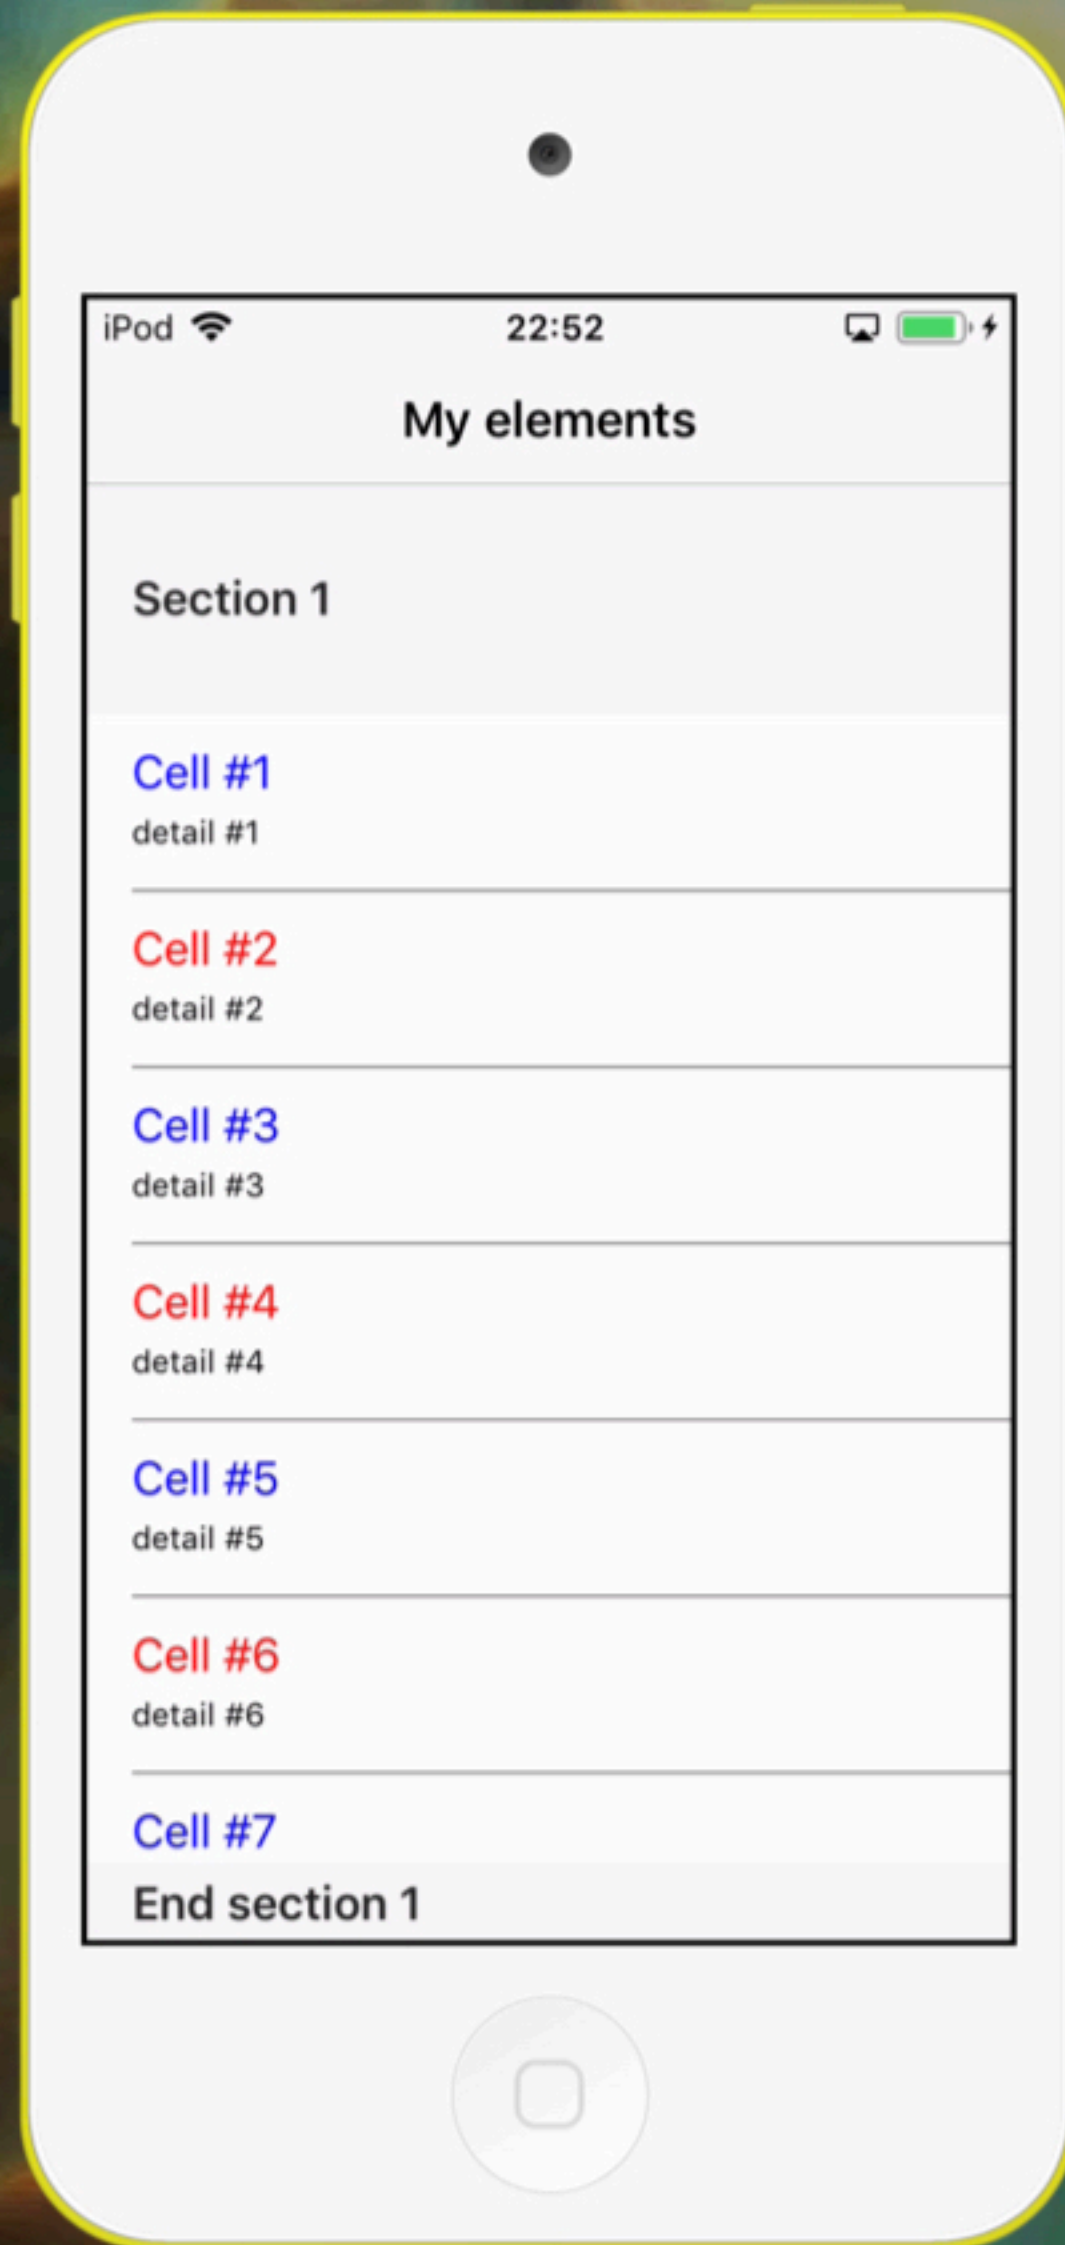 iPod 22:52
My elements
Section 1
Cell #1
detail #1
Cell #2
detail #2
Cell #3
detail #3
Cell #4
detail #4
Cell #5
detail #5
Cell #6
detail #6
Cell #7
End section 1